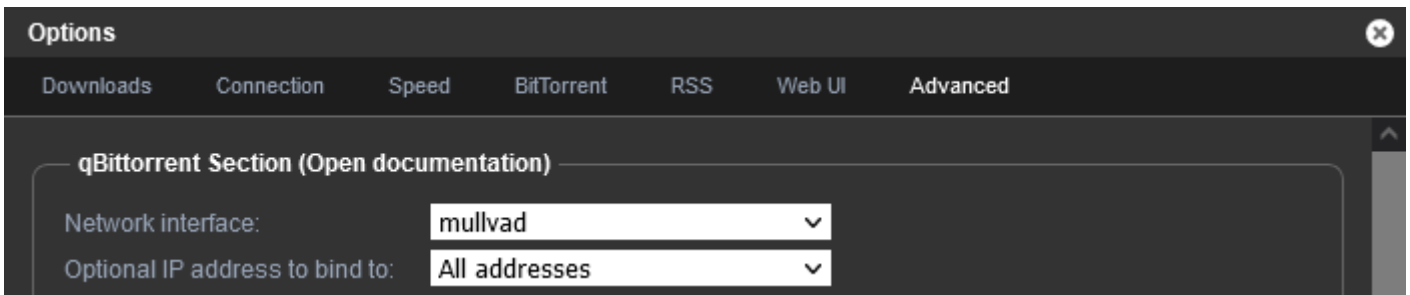 Options
Downloads Connection Speed BitTorrent RSS Web UI Advanced
qBittorrent Section (Open documentation)
Network interface: mullvad
Optional IP address to bind to: All addresses